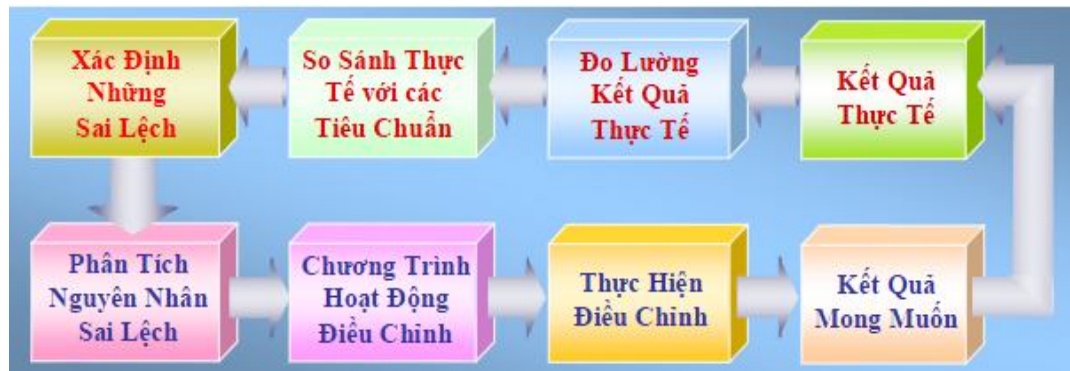 Xác Định
Những
Sai Lệch
So Sánh Thực
Tế với các
Tiêu Chuẩn
Đo Lường
Kết Quả
Thực Tế
Kết Quả
Thực Tế
Phân Tích
Nguyên Nhân
Sai Lệch
Chương Trình
Hoạt Động
Điều Chỉnh
Thực Hiện
Điều Chỉnh
Kết Quả
Mong Muốn